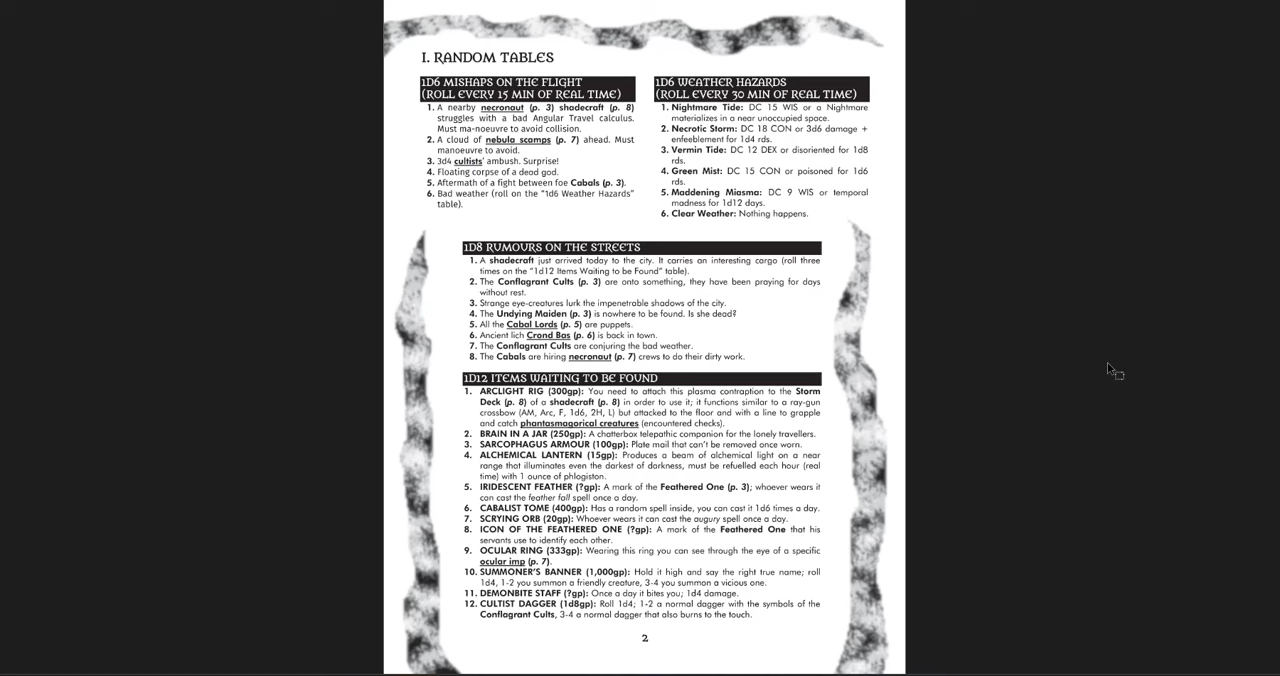 I. RANDOM TABLES
1D6 MISHAPS ON THE FLIGHT
(ROLL EVERY 15 MIN OF REAL TIME)
1. A nearby necronaut (p. 3) shadecraft (p. 8)
struggles with a bad Angular Travel calculus.
Must ma-noeuvre to avoid collision.
2. A cloud of nebula scamps (p. 7) ahead. Must
manoeuvre to avoid.
3. 3d4 cultists' ambush. Surprise!
4. Floating corpse of a dead god.
5. Aftermath of a fight between foe Cabals (p. 3).
6. Bad weather (roll on the "1d6 Weather Hazards"
table).
1D6 WEATHER HAZARDS
(ROLL EVERY 30 MIN OF REAL TIME)
1. Nightmare Tide: DC 15 WIS or a Nightmare
materializes in a near unoccupied space.
2. Necrotic Storm: DC 18 CON or 3d6 damage +
enfeeblement for 1d4 rds.
3. Vermin Tide: DC 12 DEX or disoriented for 1d8
rds.
4. Green Mist: DC 15 CON or poisoned for 1d6
rds.
5. Maddening Miasma: DC 9 WIS or temporal
madness for 1d12 days.
6. Clear Weather: Nothing happens.
1D8 RUMOURS ON THE STREETS
1. A shadecraft just arrived today to the city. It carries an interesting cargo (roll three
times on the "1d12 Items Waiting to be Found" table).
2. The Conflagrant Cults (p. 3) are onto something, they have been praying for days
without rest.
3. Strange eye-creatures lurk the impenetrable shadows of the city.
4. The Undying Maiden (p. 3) is nowhere to be found. Is she dead?
5. All the Cabal Lords (p. 5) are puppets.
6. Ancient lich Crond Bas (p. 6) is back in town.
7. The Conflagrant Cults are conjuring the bad weather.
8. The Cabals are hiring necronaut (p. 7) crews to do their dirty work.
1D12 ITEMS WAITING TO BE FOUND
1. ARCLIGHT RIG (300gp): You need to attach this plasma contraption to the Storm
Deck (p. 8) of a shadecraft (p. 8) in order to use it; it functions similar to a ray-gun
crossbow (AM, Arc, F, 1d6, 2H, L) but attacked to the floor and with a line to grapple
and catch phantasmagorical creatures (encountered checks).
2. BRAIN IN A JAR (250gp): A chatterbox telepathic companion for the lonely travellers.
3. SARCOPHAGUS ARMOUR (100gp): Plate mail that can't be removed once worn.
4. ALCHEMICAL LANTERN (15gp): Produces a beam of alchemical light on a near
range that illuminates even the darkest of darkness, must be refuelled each hour (real
time) with 1 ounce of phlogiston.
5. IRIDESCENT FEATHER (?gp): A mark of the Feathered One (p. 3); whoever wears it
can cast the feather fall spell once a day.
6. CABALIST TOME (400gp): Has a random spell inside, you can cast it 1d6 times a day.
7. SCRYING ORB (20gp): Whoever wears it can cast the augury spell once a day.
8. ICON OF THE FEATHERED ONE (?gp): A mark of the Feathered One that his
servants use to identify each other.
9. OCULAR RING (333gp): Wearing this ring you can see through the eye of a specific
ocular imp (p. 7).
10. SUMMONER'S BANNER (1,000gp): Hold it high and say the right true name; roll
1d4, 1-2 you summon a friendly creature, 3-4 you summon a vicious one.
11. DEMONBITE STAFF (?gp): Once a day it bites you; 1d4 damage.
12. CULTIST DAGGER (1d8gp): Roll 1d4; 1-2 a normal dagger with the symbols of the
Conflagrant Cults, 3-4 a normal dagger that also burns to the touch.
2